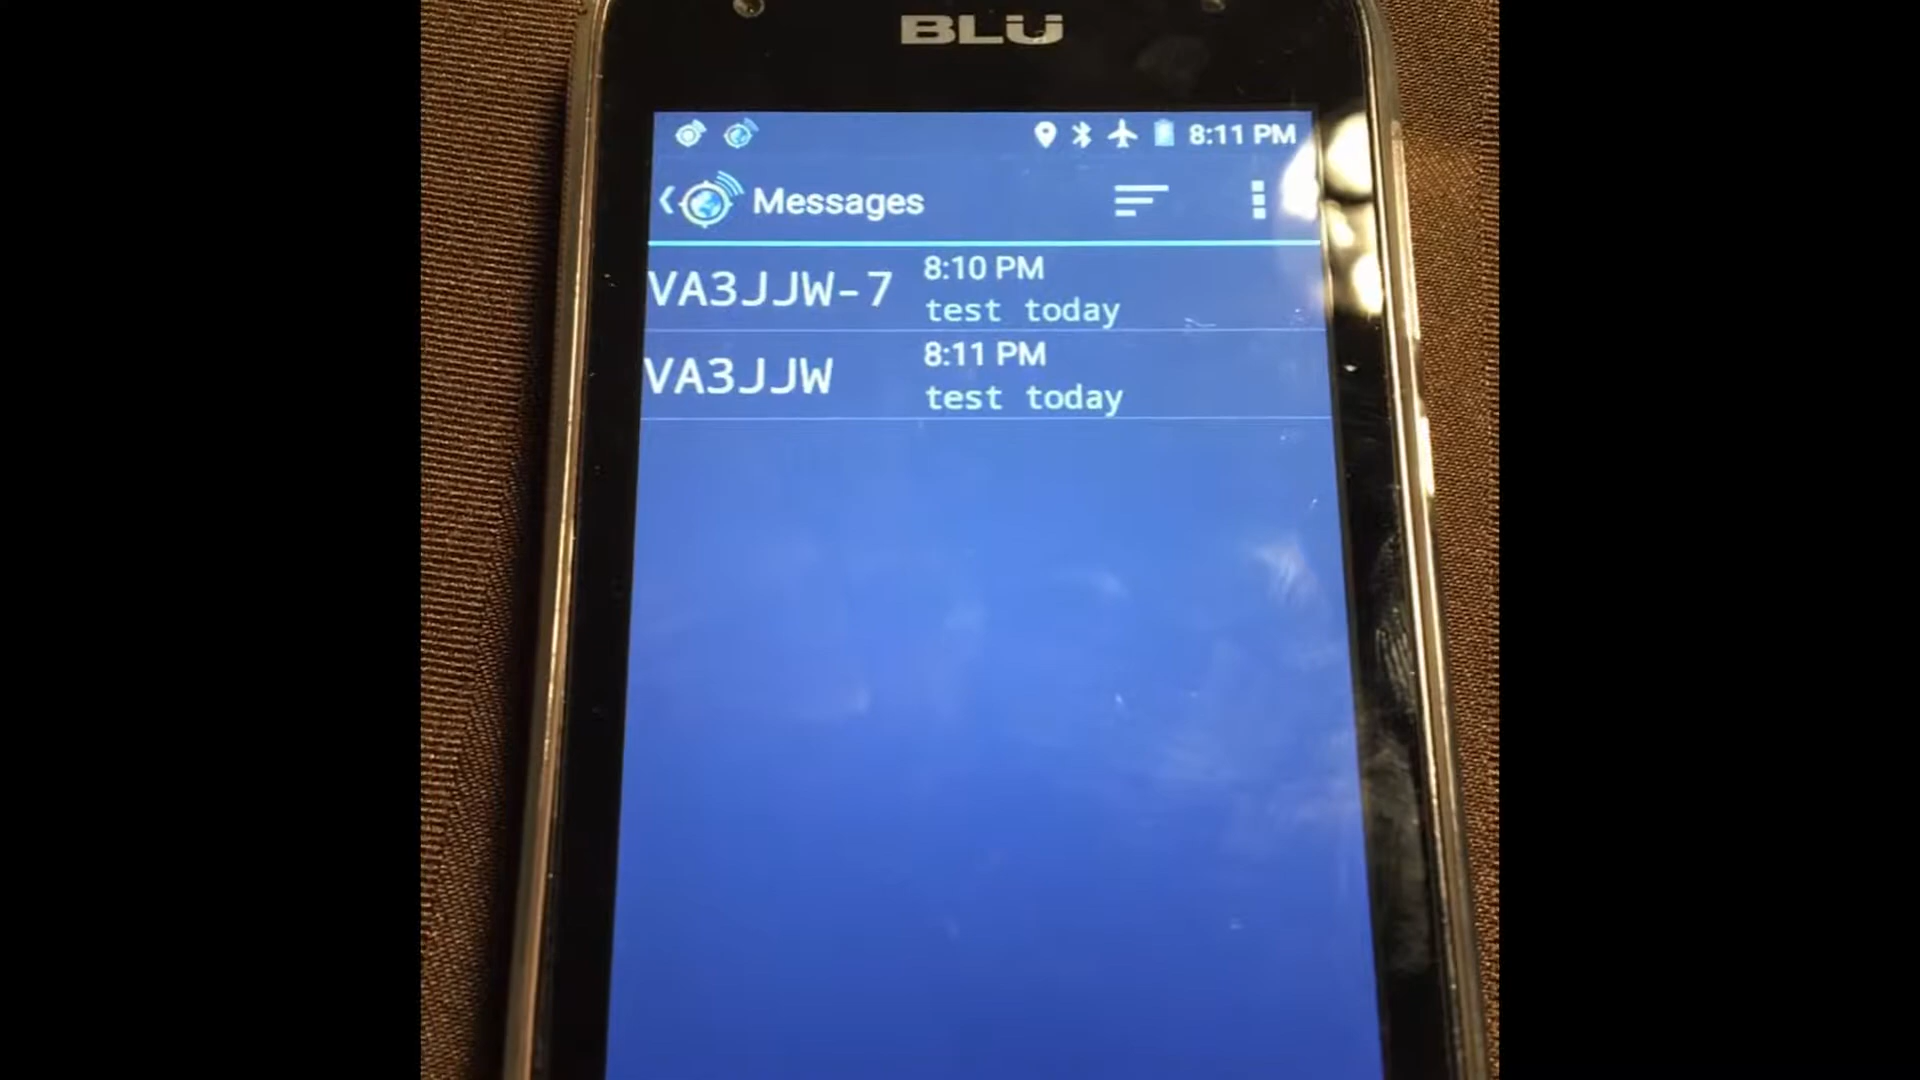 BLU
8:11 PM
Messages
VA3JJW-7
8:10 PM
test today
VA3JJW
8:11 PM
test today